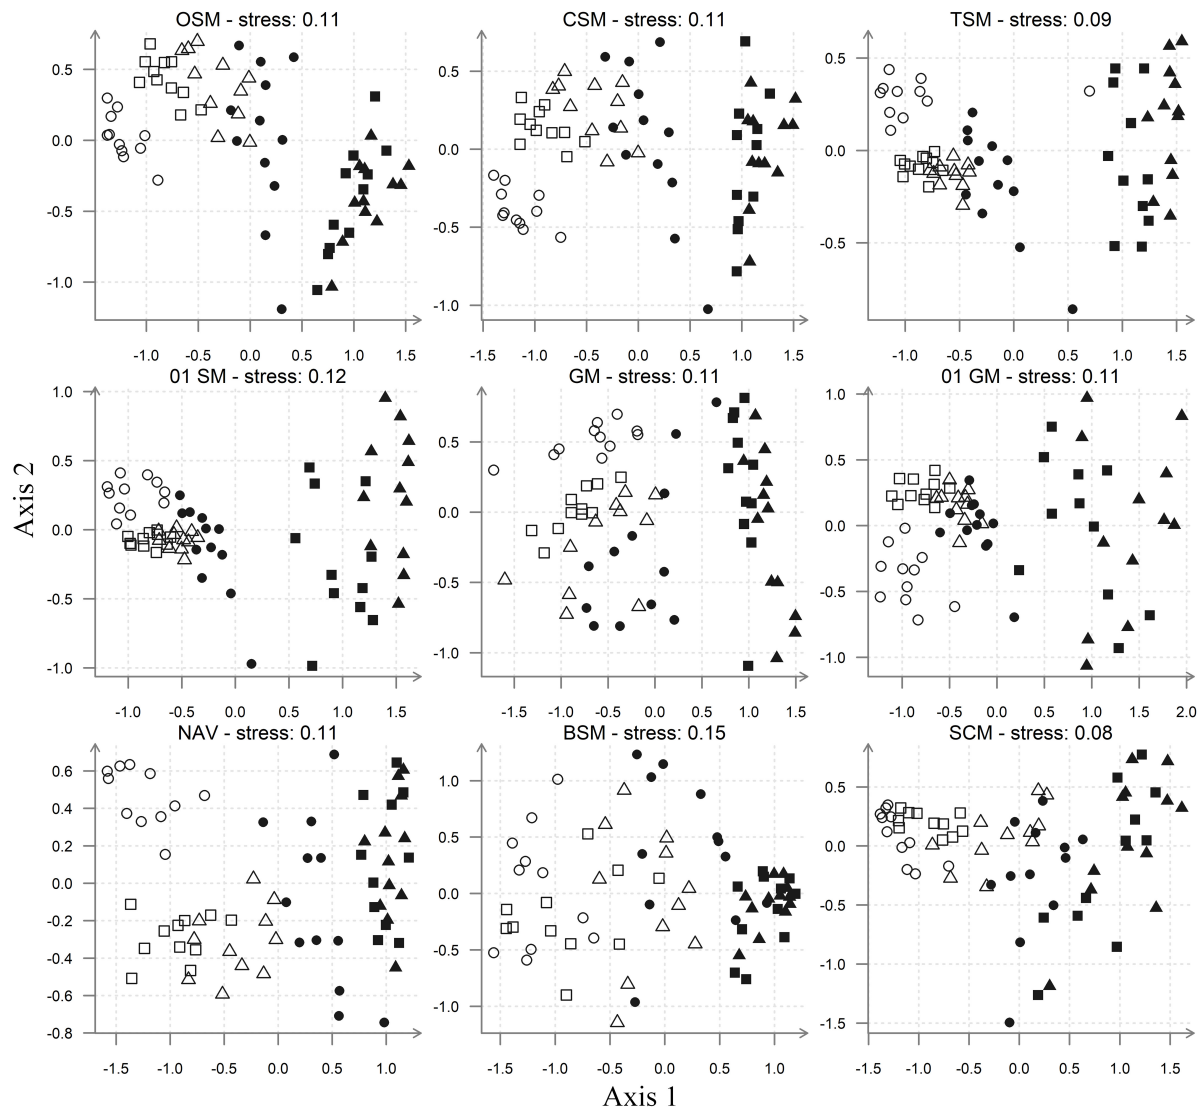 OSM - stress: 0.11
CSM - stress: 0.11
TSM - stress: 0.09
0.5
0.0
-0.5
-1.0
-1.0 -0.5 0.0 0.5 1.0 1.5
0.5
0.0
-0.5
-1.0
-1.5 -1.0 -0.5 0.0 0.5 1.0 1.5
0.5
0.0
-0.5
-1.0 -0.5 0.0 0.5 1.0 1.5
01 SM - stress: 0.12
GM - stress: 0.11
01 GM - stress: 0.11
Axis 2
1.0
0.5
0.0
-0.5
-1.0
-1.0 -0.5 0.0 0.5 1.0 1.5
0.5
0.0
-0.5
-1.0
-1.5 -1.0 -0.5 0.0 0.5 1.0 1.5
1.0
0.5
0.0
-0.5
-1.0
-1.0 -0.5 0.0 0.5 1.0 1.5 2.0
NAV - stress: 0.11
BSM - stress: 0.15
SCM - stress: 0.08
0.6
0.4
0.2
0.0
-0.2
-0.4
-0.6
-0.8
-1.5 -1.0 -0.5 0.0 0.5 1.0
1.0
0.5
0.0
-0.5
-1.0
-1.5 -1.0 -0.5 0.0 0.5 1.0
0.5
0.0
-0.5
-1.0
-1.5
-1.5 -1.0 -0.5 0.0 0.5 1.0 1.5
Axis 1